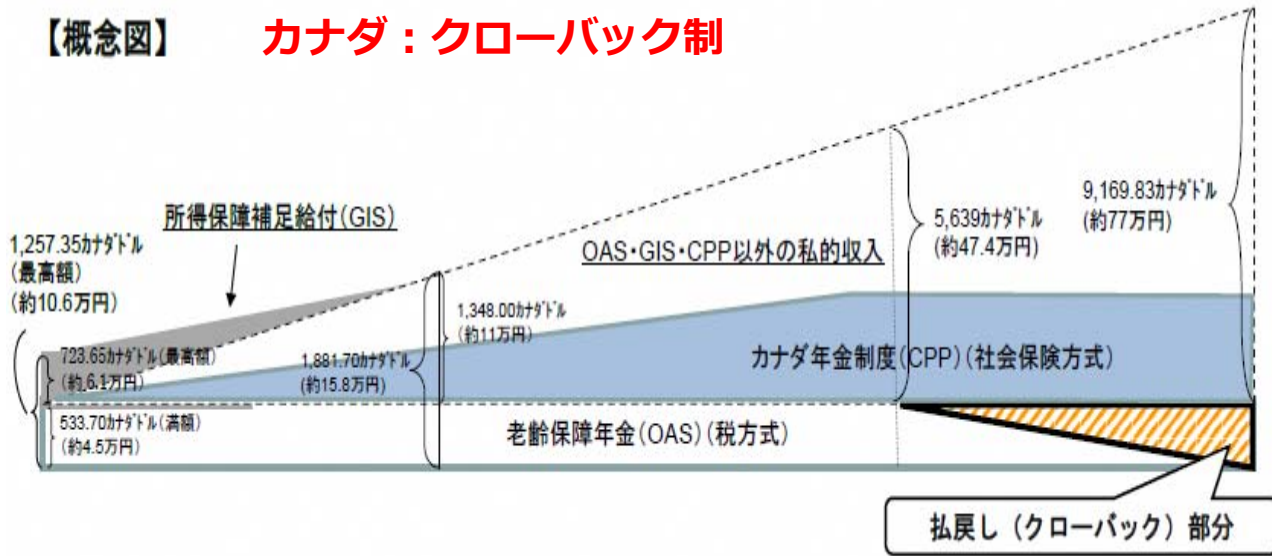 【概念図】 カナダ：クローバック制
所得保障補足給付(GIS)
1,257.35カナダドル
(最高額)
(約10.6万円)
723.65カナダドル(最高額)
(約6.1万円)
533.70カナダドル(満額)
(約4.5万円)
1,881.70カナダドル
(約15.8万円)
1,348.00カナダドル
(約11万円)
OAS・GIS・CPP以外の私的収入
5,639カナダドル
(約47.4万円)
9,169.83カナダドル
(約77万円)
カナダ年金制度(CPP)(社会保険方式)
老齢保障年金(OAS)(税方式)
払戻し（クローバック）部分